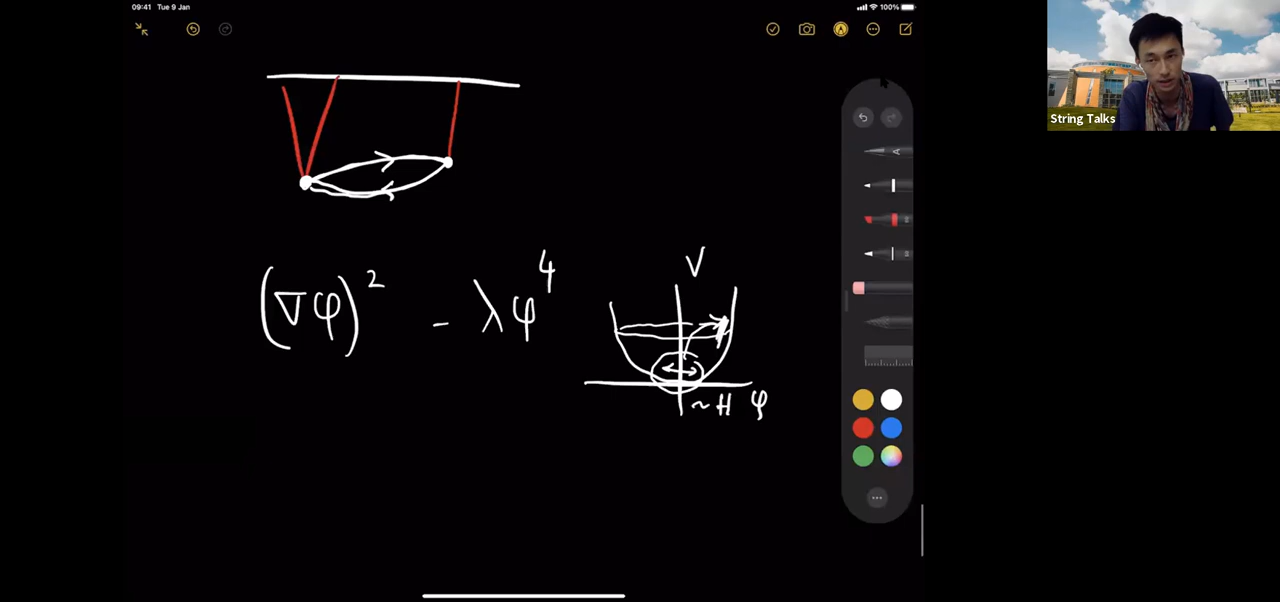 09:41 Tue 9 Jan 100%
String Talks
V
(∇φ)² - λφ⁴
~H φ